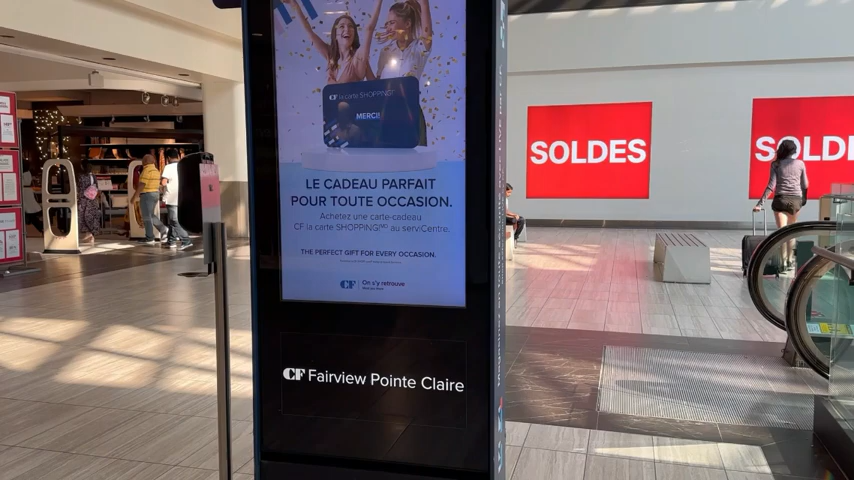 CF la carte SHOPPING!
MERCI!
LE CADEAU PARFAIT
POUR TOUTE OCCASION.
Achetez une carte-cadeau
CF la carte SHOPPING!MD au serviCentre.
THE PERFECT GIFT FOR EVERY OCCASION.
CF On s'y retrouve
CF Fairview Pointe Claire
SOLDES
SOLDE